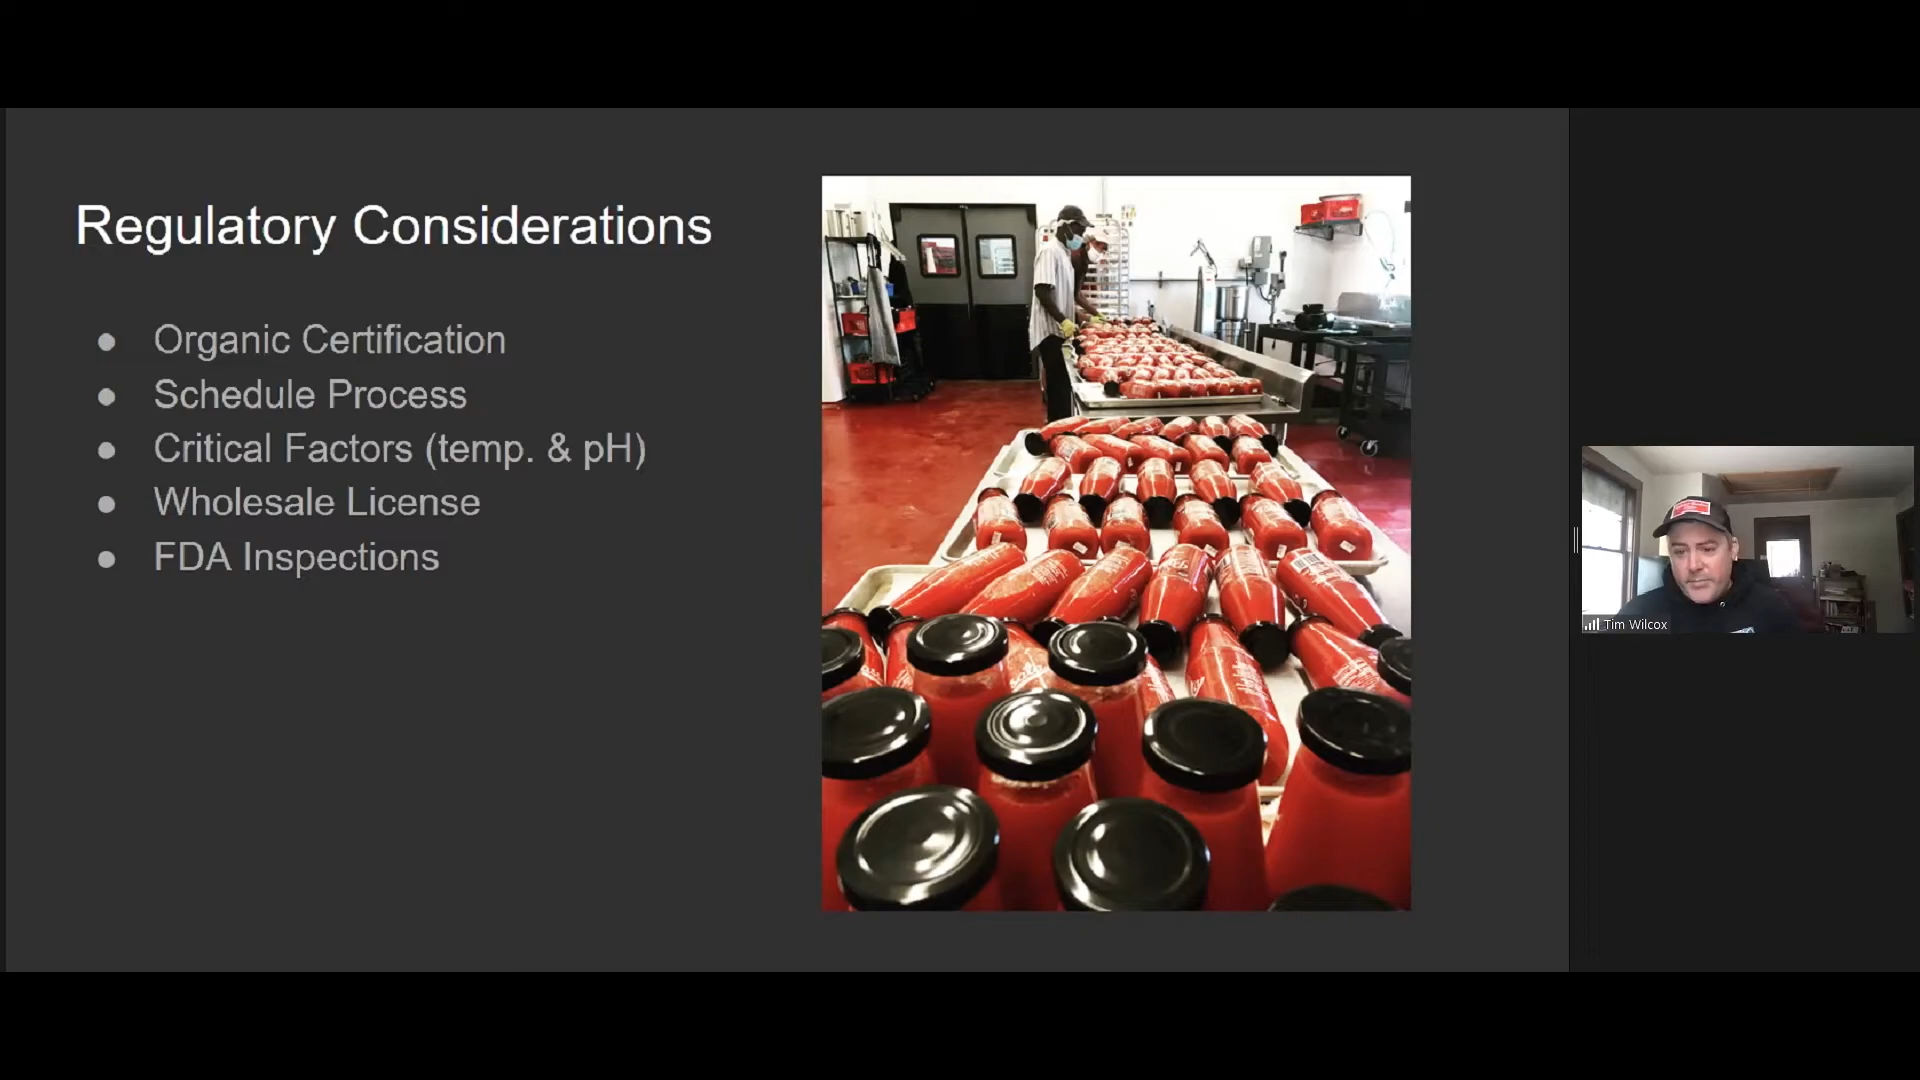 Regulatory Considerations
● Organic Certification
● Schedule Process
● Critical Factors (temp. & pH)
● Wholesale License
● FDA Inspections
Tim Wilcox